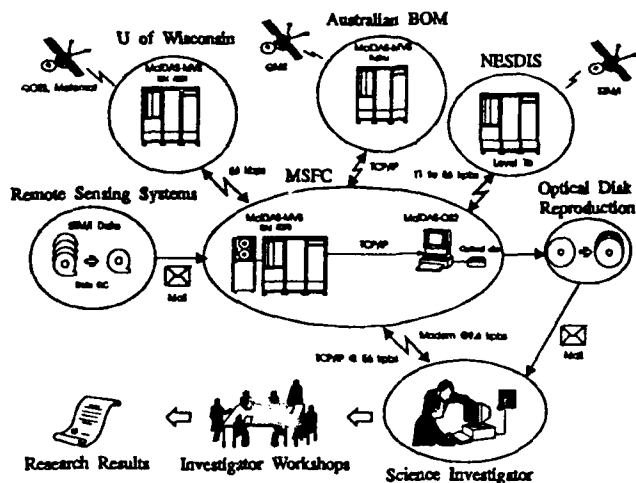 Australian BOM
U of Wisconsin
NESDIS
McIDAS-MVS
GMS
McIDAS-MVS
GOES, Meteosat
Level 1b
56 kbps
TCP/IP
T1 to 56 kbps
MSFC
Remote Sensing Systems
Optical Disk
Reproduction
SSM/I Data
McIDAS-MVS
McIDAS-OS2
TCP/IP
Optical disk
Data QC
Mail
Modem @9.6 kbps
TCP/IP @ 56 kbps
Mail
Research Results
Investigator Workshops
Science Investigator